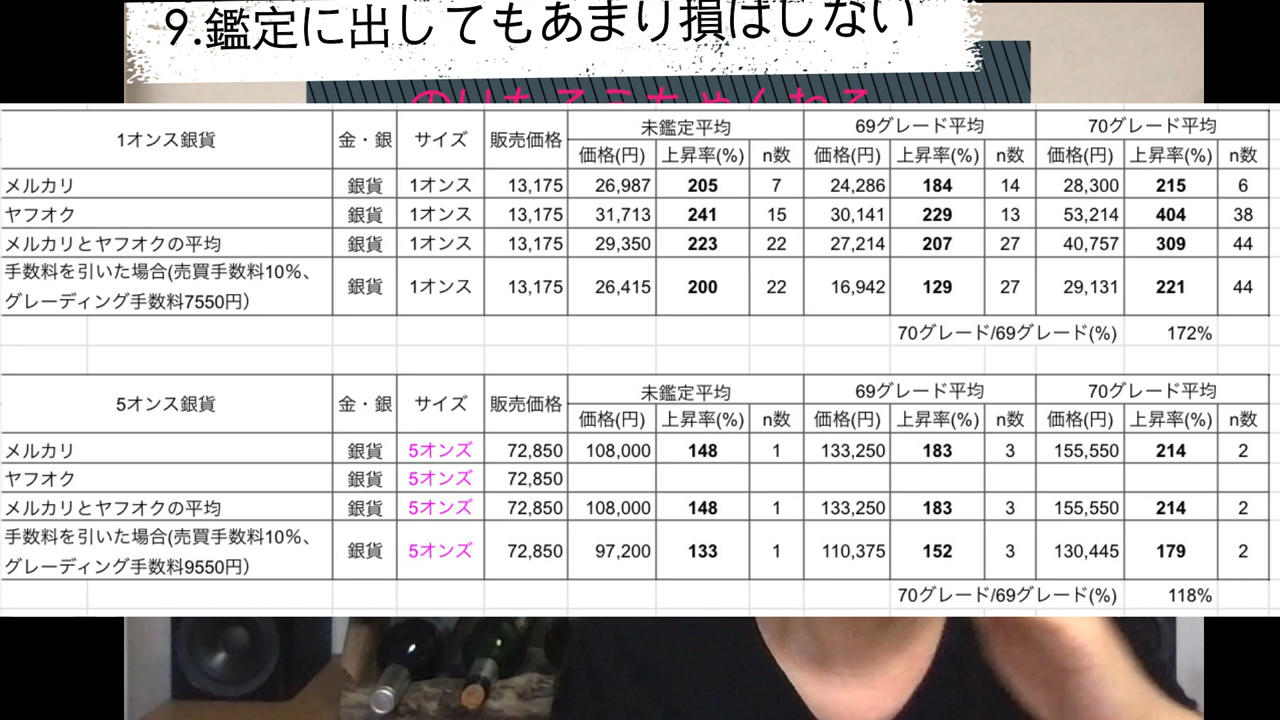 9.鑑定に出してもあまり損はしない
1オンス銀貨 金・銀 サイズ 販売価格 未鑑定平均 69グレード平均 70グレード平均
価格(円) 上昇率(%) n数 価格(円) 上昇率(%) n数 価格(円) 上昇率(%) n数
メルカリ 銀貨 1オンス 13,175 26,987 205 7 24,286 184 14 28,300 215 6
ヤフオク 銀貨 1オンス 13,175 31,713 241 15 30,141 229 13 53,214 404 38
メルカリとヤフオクの平均 銀貨 1オンス 13,175 29,350 223 22 27,214 207 27 40,757 309 44
手数料を引いた場合(売買手数料10%、
グレーディング手数料7550円） 銀貨 1オンス 13,175 26,415 200 22 16,942 129 27 29,131 221 44
70グレード/69グレード(%) 172%
5オンス銀貨 金・銀 サイズ 販売価格 未鑑定平均 69グレード平均 70グレード平均
価格(円) 上昇率(%) n数 価格(円) 上昇率(%) n数 価格(円) 上昇率(%) n数
メルカリ 銀貨 5オンズ 72,850 108,000 148 1 133,250 183 3 155,550 214 2
ヤフオク 銀貨 5オンズ 72,850
メルカリとヤフオクの平均 銀貨 5オンズ 72,850 108,000 148 1 133,250 183 3 155,550 214 2
手数料を引いた場合(売買手数料10%、
グレーディング手数料9550円） 銀貨 5オンズ 72,850 97,200 133 1 110,375 152 3 130,445 179 2
70グレード/69グレード(%) 118%